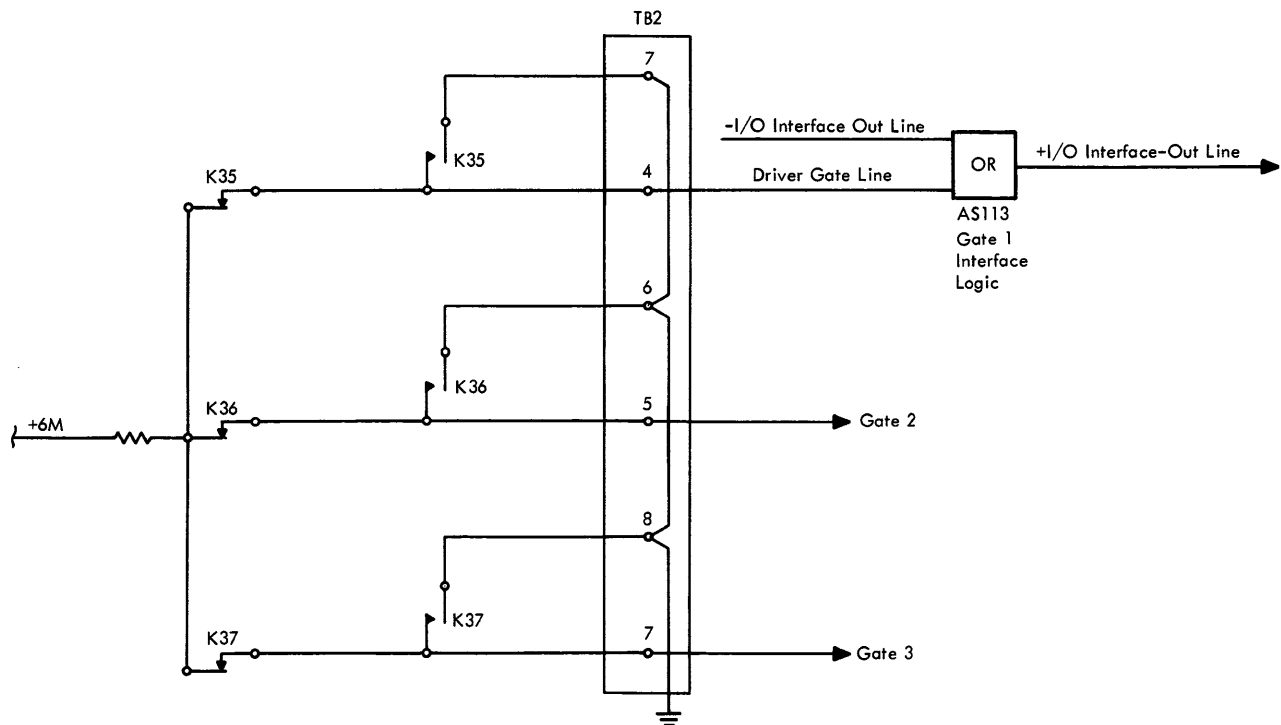 TB2
7
-I/O Interface Out Line
OR
+I/O Interface-Out Line
K35
K35
4
Driver Gate Line
AS113
Gate 1
Interface
Logic
6
K36
+6M
K36
5
Gate 2
8
K37
K37
7
Gate 3